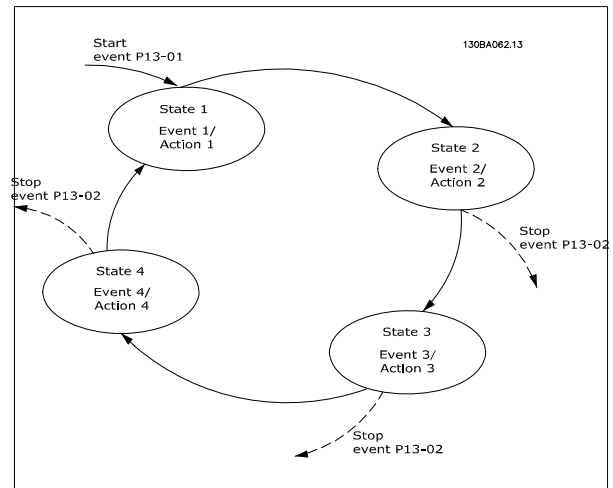 Start
event P13-01
130BA062.13
State 1
Event 1/
Action 1
State 2
Event 2/
Action 2
Stop
event P13-02
Stop
event P13-02
State 4
Event 4/
Action 4
State 3
Event 3/
Action 3
Stop
event P13-02